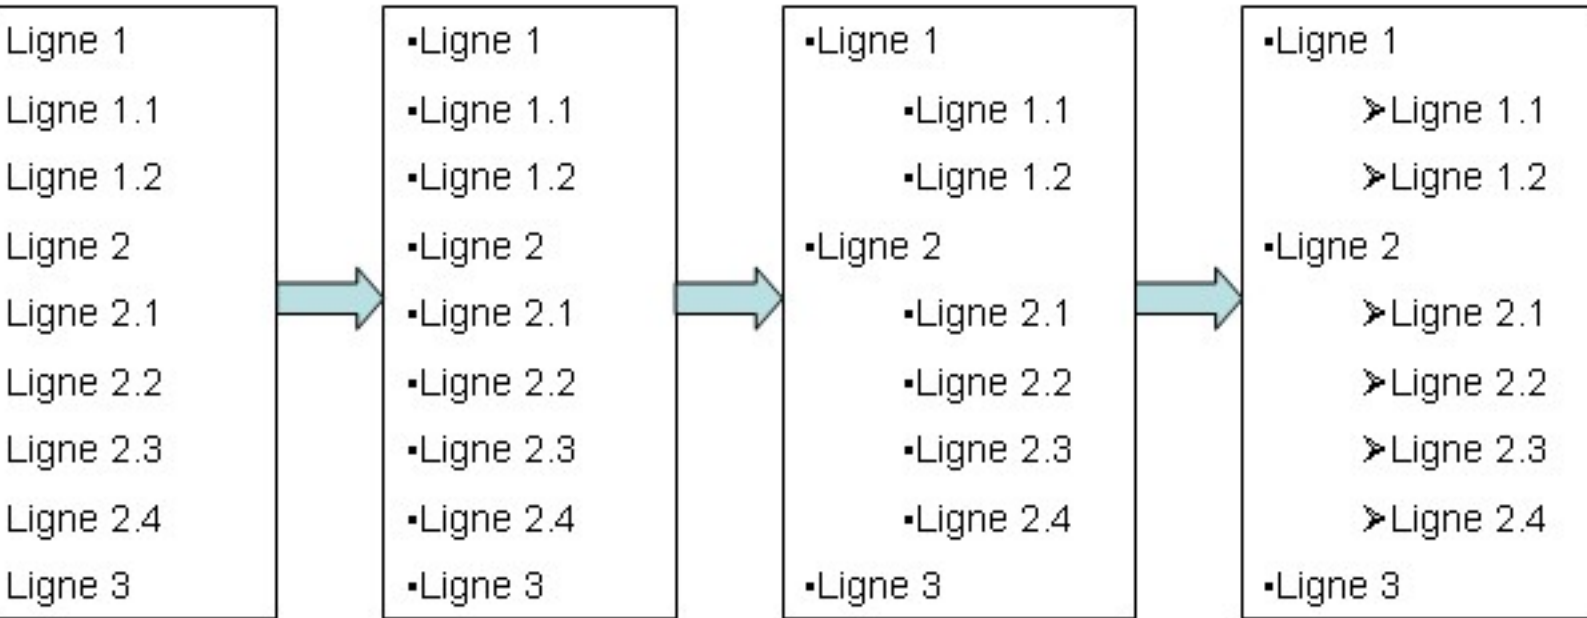 Ligne 1
Ligne 1.1
Ligne 1.2
Ligne 2
Ligne 2.1
Ligne 2.2
Ligne 2.3
Ligne 2.4
Ligne 3
▪Ligne 1
▪Ligne 1.1
▪Ligne 1.2
▪Ligne 2
▪Ligne 2.1
▪Ligne 2.2
▪Ligne 2.3
▪Ligne 2.4
▪Ligne 3
▪Ligne 1
▪Ligne 1.1
▪Ligne 1.2
▪Ligne 2
▪Ligne 2.1
▪Ligne 2.2
▪Ligne 2.3
▪Ligne 2.4
▪Ligne 3
▪Ligne 1
➢Ligne 1.1
➢Ligne 1.2
▪Ligne 2
➢Ligne 2.1
➢Ligne 2.2
➢Ligne 2.3
➢Ligne 2.4
▪Ligne 3